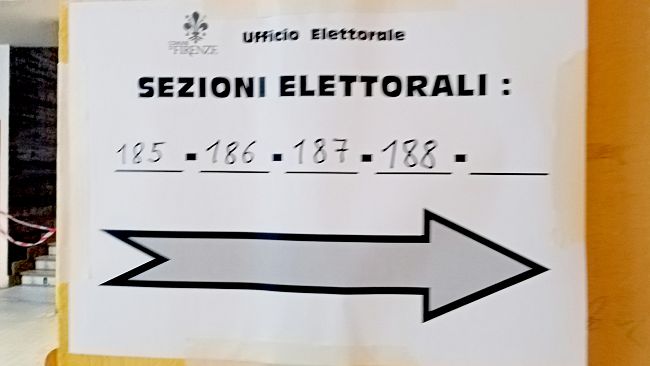 COMUNE
DI FIRENZE
Ufficio Elettorale
SEZIONI ELETTORALI :
185 - 186 - 187 - 188 -